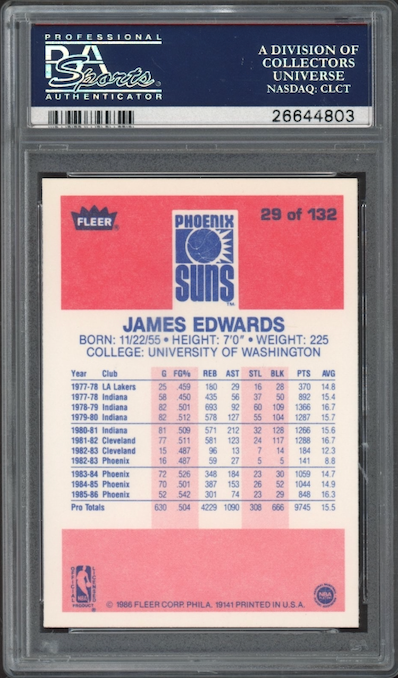 PROFESSIONAL
PSA
Sports
AUTHENTICATOR
A DIVISION OF
COLLECTORS
UNIVERSE
NASDAQ: CLCT
26644803
FLEER®
PHOENIX
SUNS
TM
29 of 132
JAMES EDWARDS
BORN: 11/22/55 • HEIGHT: 7'0" • WEIGHT: 225
COLLEGE: UNIVERSITY OF WASHINGTON
Year Club G FG% REB AST STL BLK PTS AVG
1977-78 LA Lakers 25 .459 180 29 16 28 370 14.8
1977-78 Indiana 58 .450 435 56 37 50 892 15.4
1978-79 Indiana 82 .501 693 92 60 109 1366 16.7
1979-80 Indiana 82 .512 578 127 55 104 1287 15.7
1980-81 Indiana 81 .509 571 212 32 128 1266 15.6
1981-82 Cleveland 77 .511 581 123 24 117 1288 16.7
1982-83 Cleveland 15 .487 96 13 7 14 184 12.3
1982-83 Phoenix 16 .487 59 27 5 5 141 8.8
1983-84 Phoenix 72 .526 348 184 23 30 1059 14.7
1984-85 Phoenix 70 .501 387 153 26 52 1044 14.9
1985-86 Phoenix 52 .542 301 74 23 29 848 16.3
Pro Totals 630 .504 4229 1090 308 666 9745 15.5
OFFICIAL
LICENSED
NBA
PRODUCT
NBA
© 1986 FLEER CORP. PHILA. 19141 PRINTED IN U.S.A.